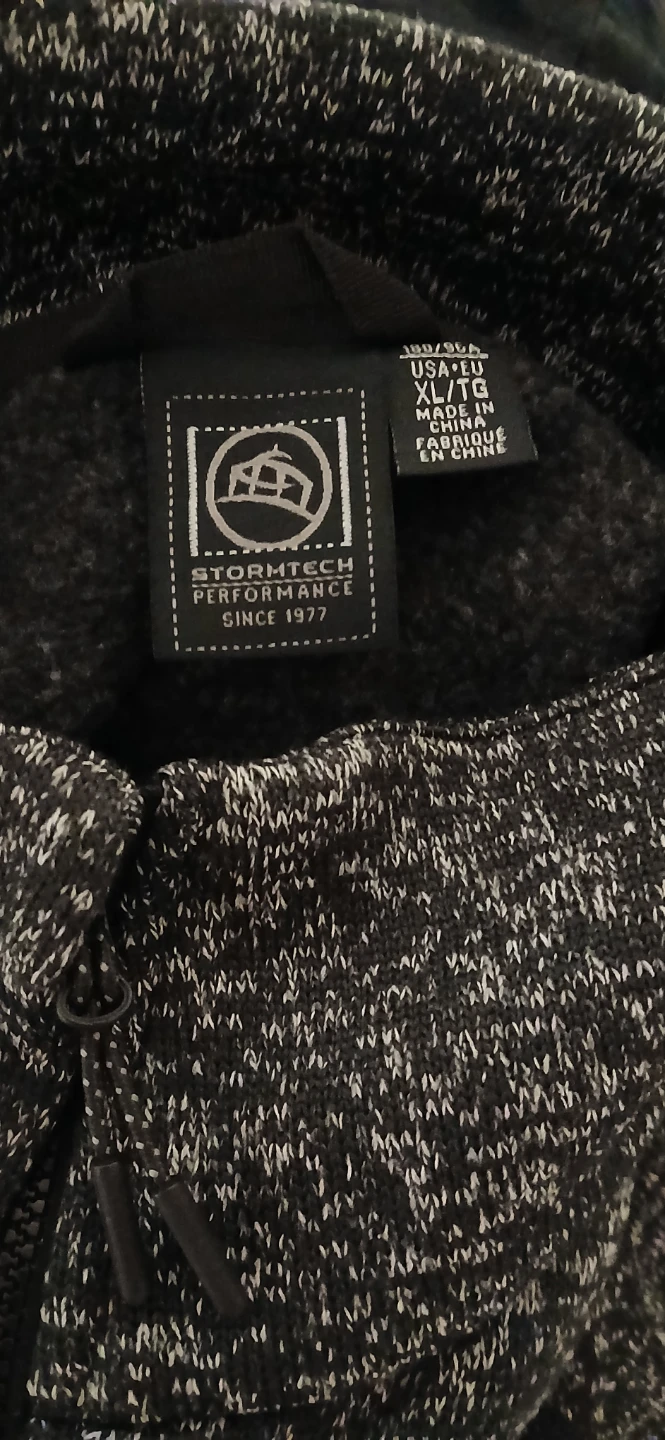 STORMTECH
PERFORMANCE
SINCE 1977
USA•EU
XL/TG
MADE IN
CHINA
FABRIQUÉ
EN CHINE